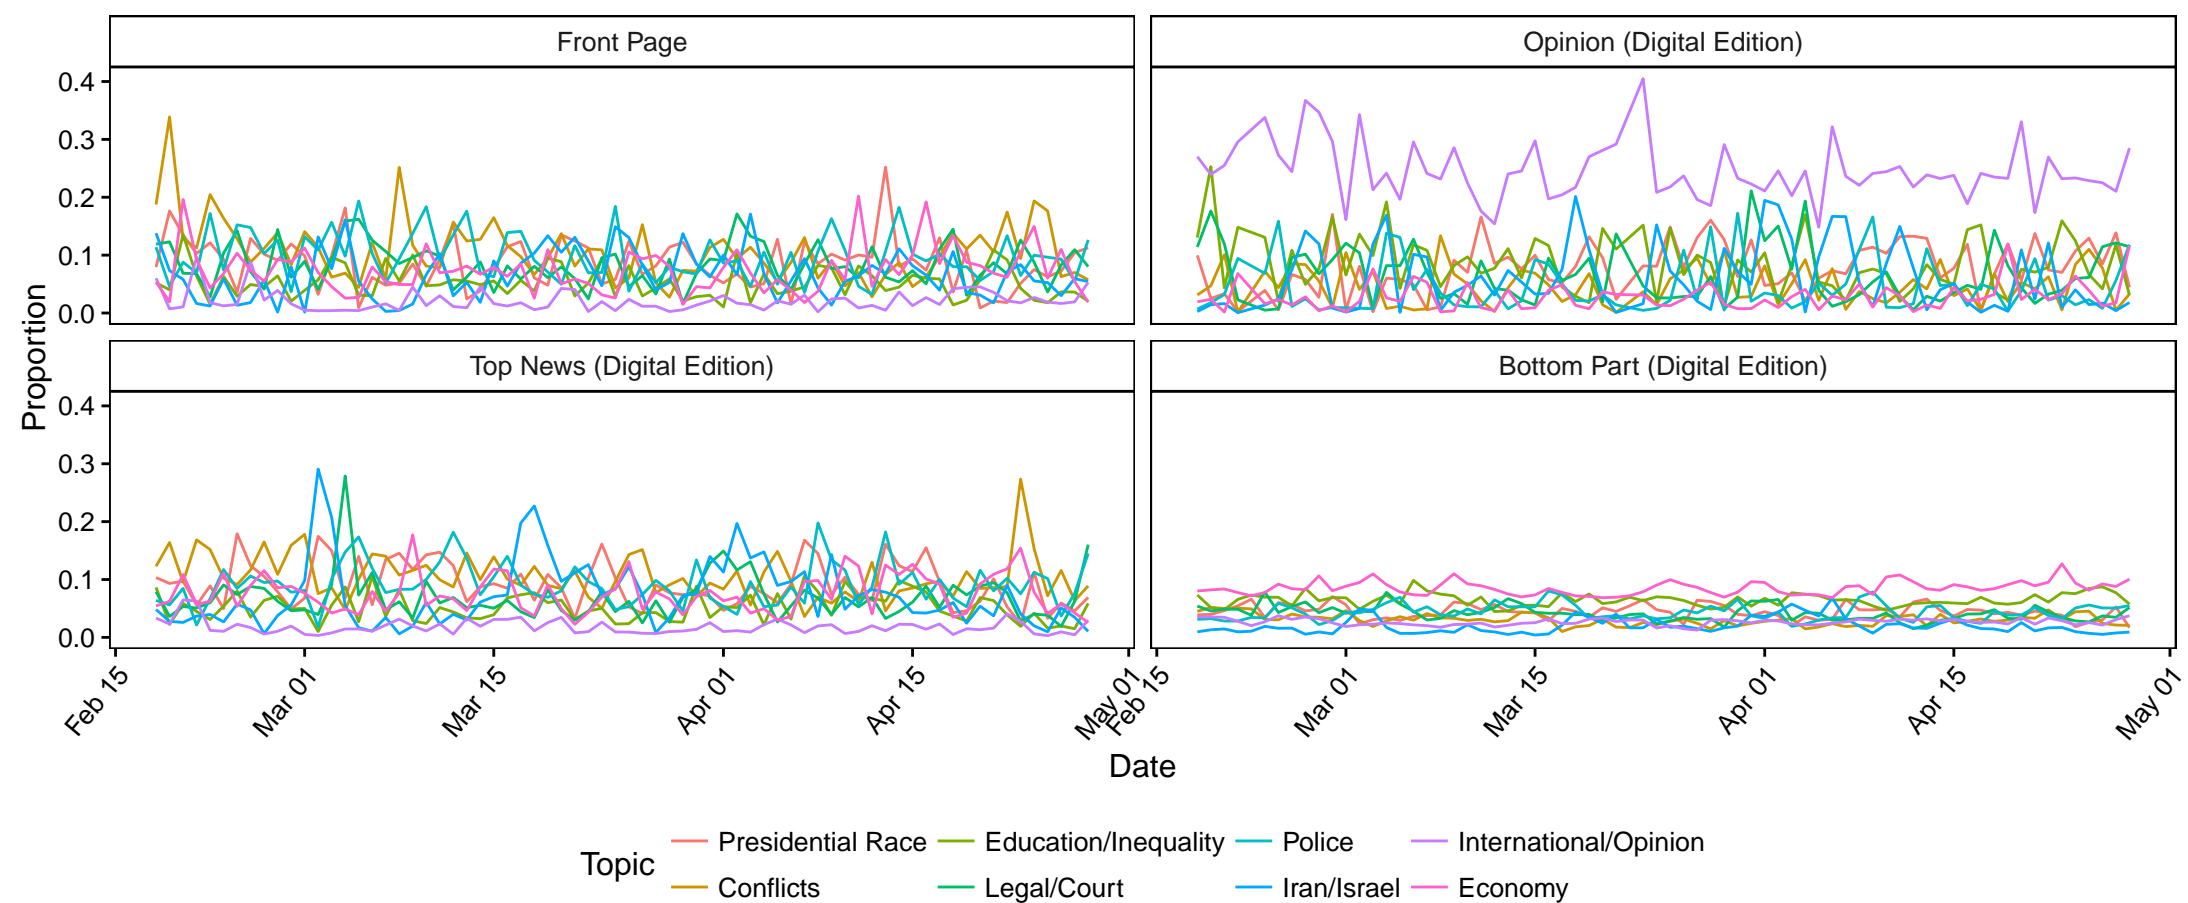 Front Page
Opinion (Digital Edition)
0.4
0.3
0.2
0.1
0.0
Proportion
Top News (Digital Edition)
Bottom Part (Digital Edition)
0.4
0.3
0.2
0.1
0.0
Feb 15
Mar 01
Mar 15
Apr 01
Apr 15
May 01
Feb 15
Mar 01
Mar 15
Apr 01
Apr 15
May 01
Date
Topic
Presidential Race
Education/Inequality
Police
International/Opinion
Conflicts
Legal/Court
Iran/Israel
Economy